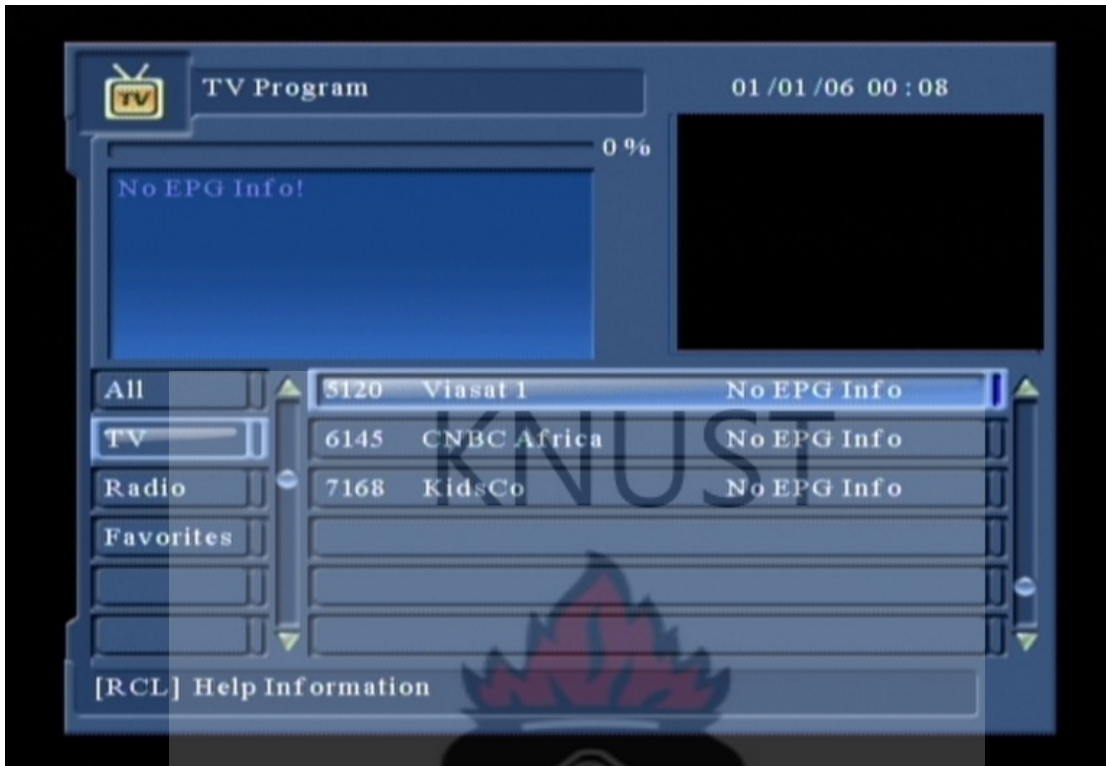 TV
TV Program
01/01/06 00:08
0%
No EPG Info!
All
TV
Radio
Favorites
5120 Viasat 1 No EPG Info
6145 CNBC Africa No EPG Info
7168 KidsCo No EPG Info
KNUST
[RCL] Help Information